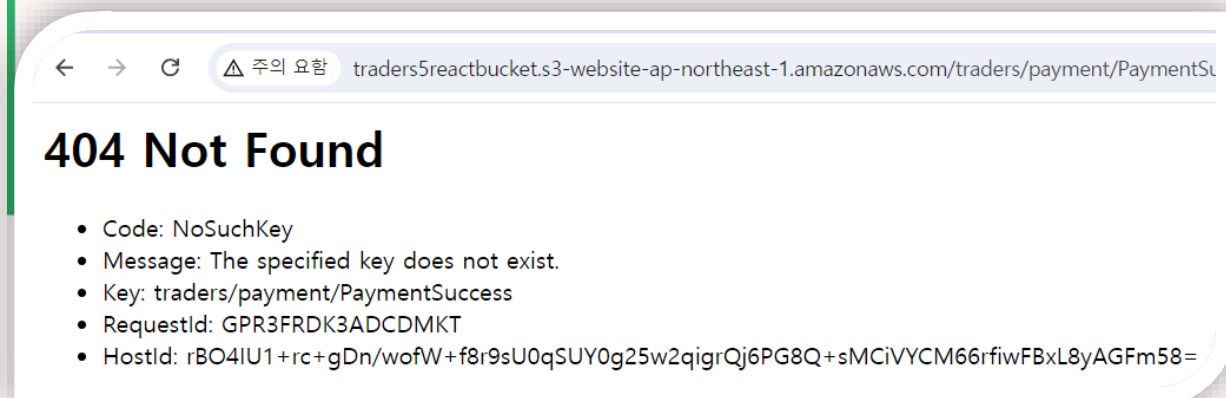 주의 요함 traders5reactbucket.s3-website-ap-northeast-1.amazonaws.com/traders/payment/PaymentSu
404 Not Found
• Code: NoSuchKey
• Message: The specified key does not exist.
• Key: traders/payment/PaymentSuccess
• RequestId: GPR3FRDK3ADCDMKT
• HostId: rBO4IU1+rc+gDn/wofW+f8r9sU0qSUY0g25w2qigrQj6PG8Q+sMCiVYCM66rfiwFBxL8yAGFm58=